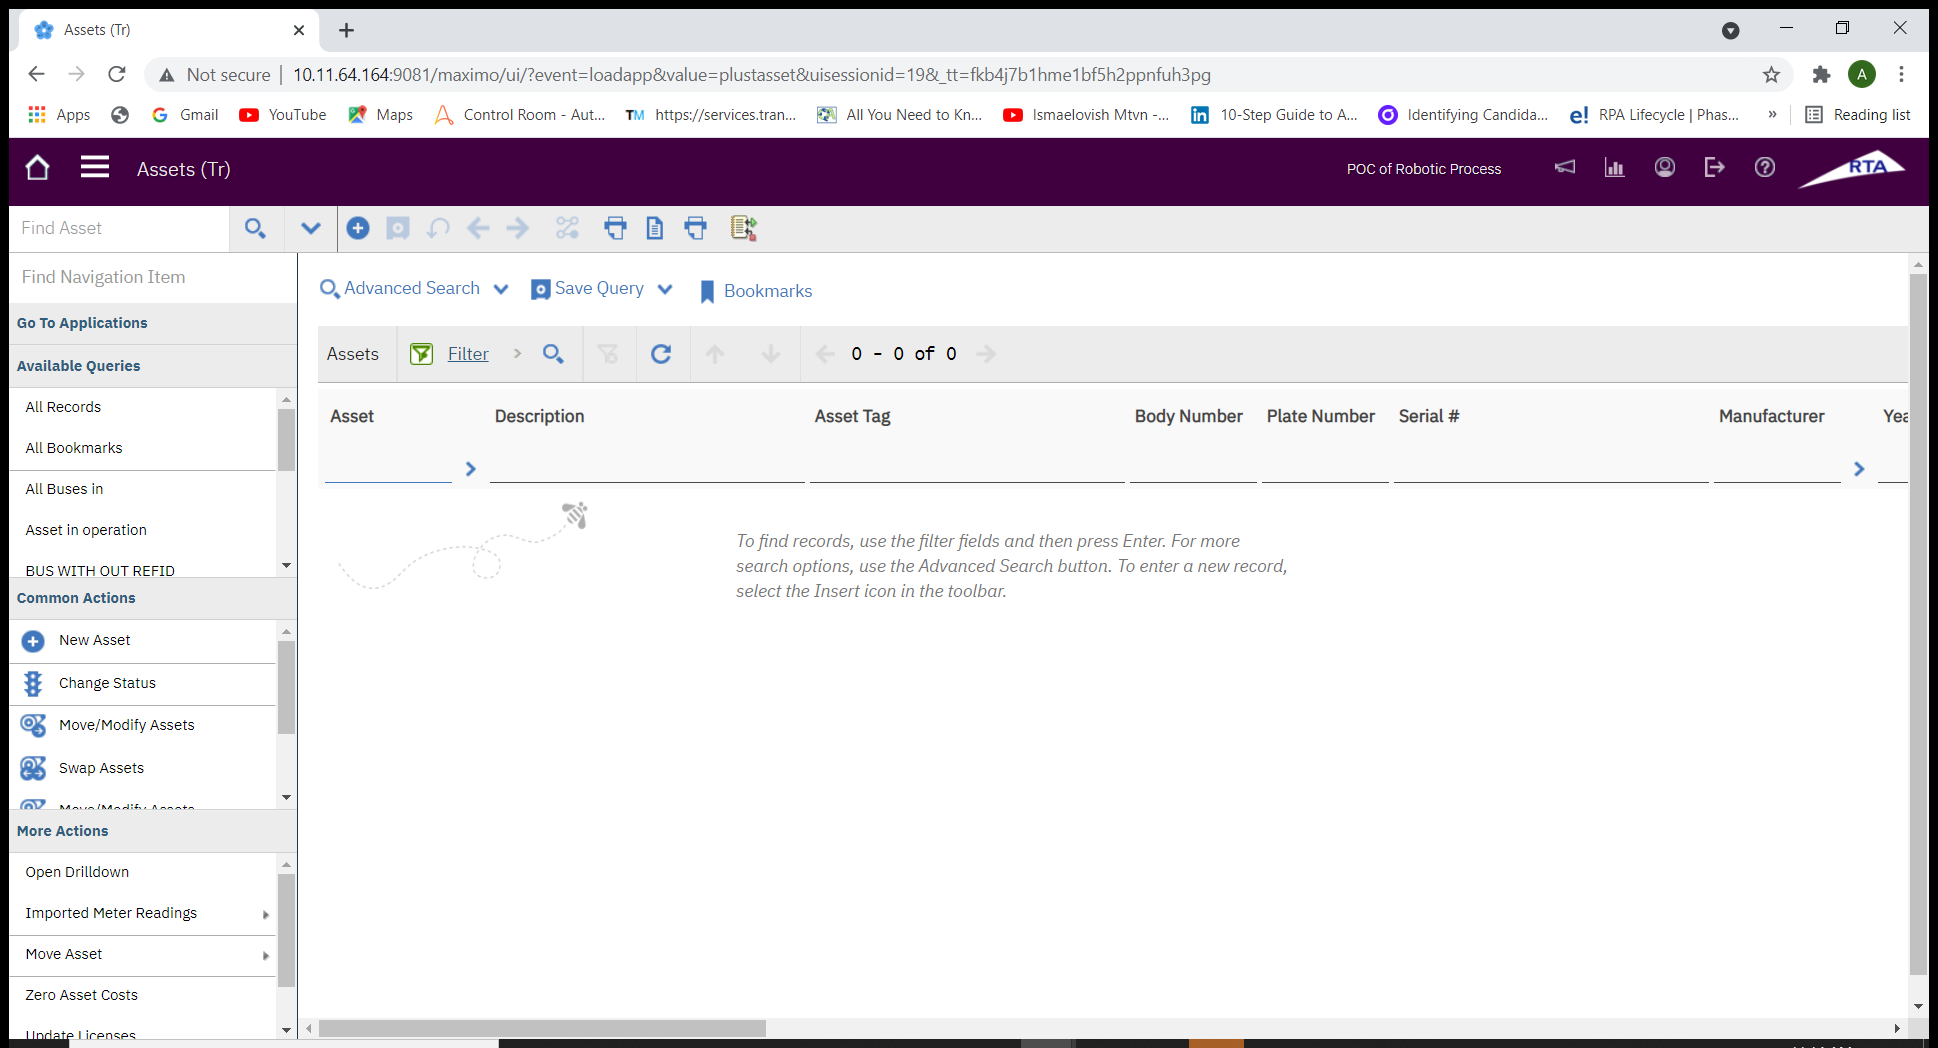 Assets (Tr)
Not secure
10.11.64.164:9081/maximo/ui/?event=loadapp&value=plustasset&uisessionid=19&_tt=fkb4j7b1hme1bf5h2ppnfuh3pg
A
Apps
Gmail
YouTube
Maps
Control Room - Aut...
TM
https://services.tran...
All You Need to Kn...
Ismaelovish Mtvn -...
10-Step Guide to A...
Identifying Candida...
RPA Lifecycle | Phas...
»
Reading list
Assets (Tr)
POC of Robotic Process
RTA
Find Asset
Find Navigation Item
Go To Applications
Available Queries
All Records
All Bookmarks
All Buses in
Asset in operation
BUS WITH OUT REFID
Common Actions
New Asset
Change Status
Move/Modify Assets
Swap Assets
Move/Modify Assets
More Actions
Open Drilldown
Imported Meter Readings
Move Asset
Zero Asset Costs
Update Licenses
Advanced Search
Save Query
Bookmarks
Assets
Filter
0 - 0 of 0
Asset
Description
Asset Tag
Body Number
Plate Number
Serial #
Manufacturer
Yea
To find records, use the filter fields and then press Enter. For more
search options, use the Advanced Search button. To enter a new record,
select the Insert icon in the toolbar.